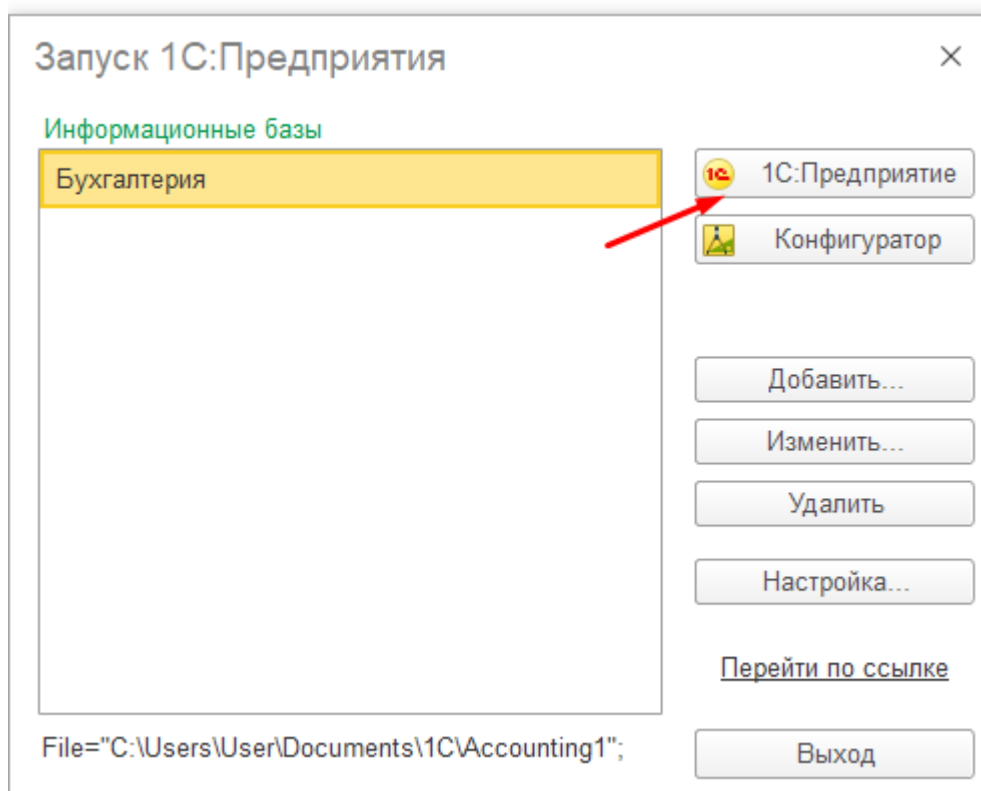 Запуск 1С:Предприятия
Информационные базы
Бухгалтерия
1С:Предприятие
Конфигуратор
Добавить...
Изменить...
Удалить
Настройка...
Перейти по ссылке
File="C:\Users\User\Documents\1C\Accounting1";
Выход